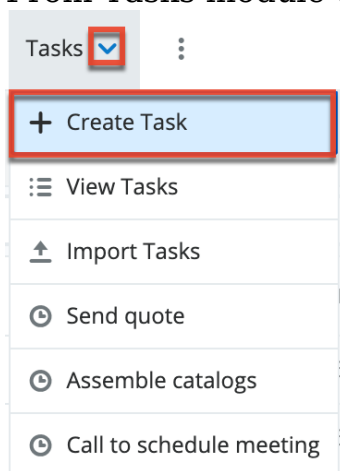 From Tasks module
Tasks
Create Task
View Tasks
Import Tasks
Send quote
Assemble catalogs
Call to schedule meeting